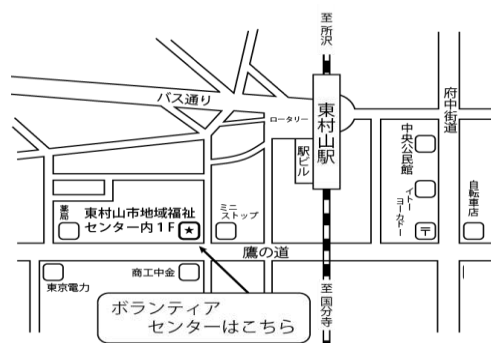 至所沢
バス通り
ロータリー
東村山駅
駅ビル
府中街道
中央公民館
イトー
ヨーカドー
自転車店
〒
薬局
東村山市地域福祉
センター内1F
★
ミニ
ストップ
鷹の道
東京電力
商工中金
至国分寺
ボランティア
センターはこちら